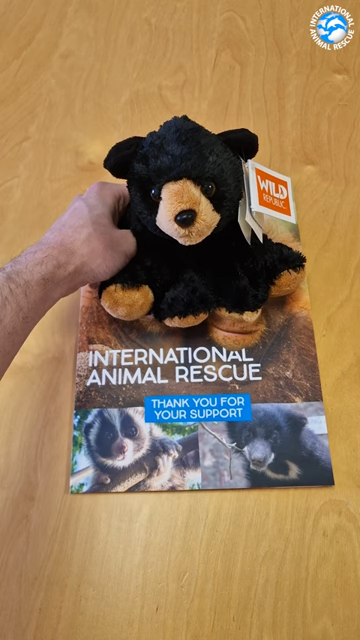 INTERNATIONAL
ANIMAL RESCUE
WILD
REPUBLIC
INTERNATIONAL
ANIMAL RESCUE
THANK YOU FOR
YOUR SUPPORT